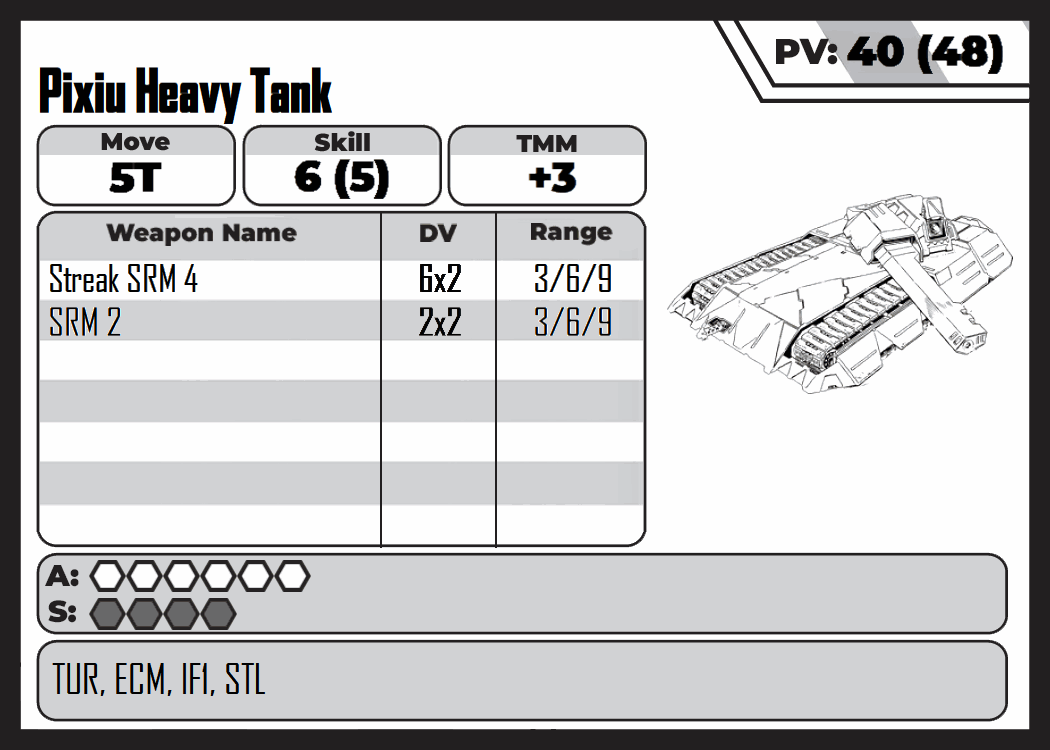 PV: 40 (48)
Pixiu Heavy Tank
Move Skill TMM
5T 6 (5) +3
Weapon Name DV Range
Streak SRM 4 6x2 3/6/9
SRM 2 2x2 3/6/9
A:
S:
TUR, ECM, IF1, STL